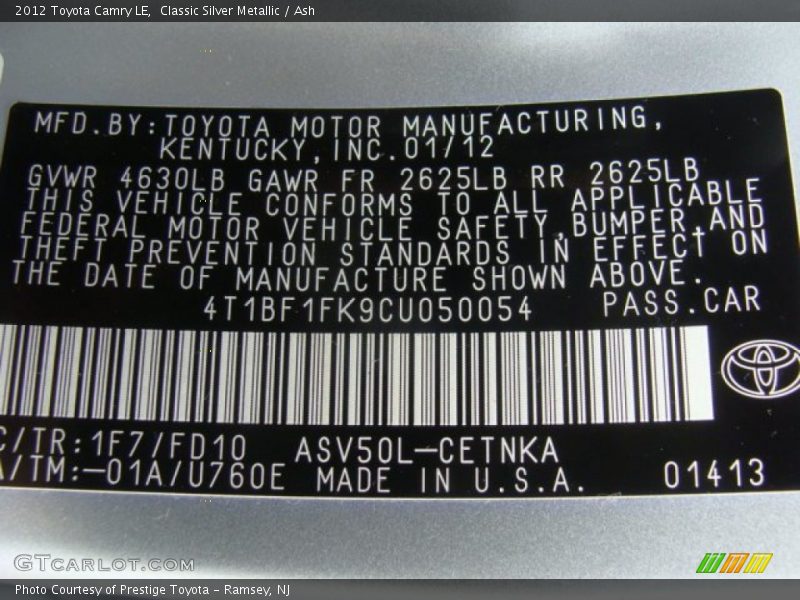 2012 Toyota Camry LE,  Classic Silver Metallic / Ash
MFD.BY:TOYOTA MOTOR MANUFACTURING,
KENTUCKY,INC.01/12
GVWR 4630LB GAWR FR 2625LB RR 2625LB
THIS VEHICLE CONFORMS TO ALL APPLICABLE
FEDERAL MOTOR VEHICLE SAFETY,BUMPER,AND
THEFT PREVENTION STANDARDS IN EFFECT ON
THE DATE OF MANUFACTURE SHOWN ABOVE.
4T1BF1FK9CU050054 PASS.CAR
C/TR:1F7/FD10 ASV50L-CETNKA
A/TM:-01A/U760E MADE IN U.S.A. 01413
GTCARLOT.COM
Photo Courtesy of Prestige Toyota - Ramsey, NJ